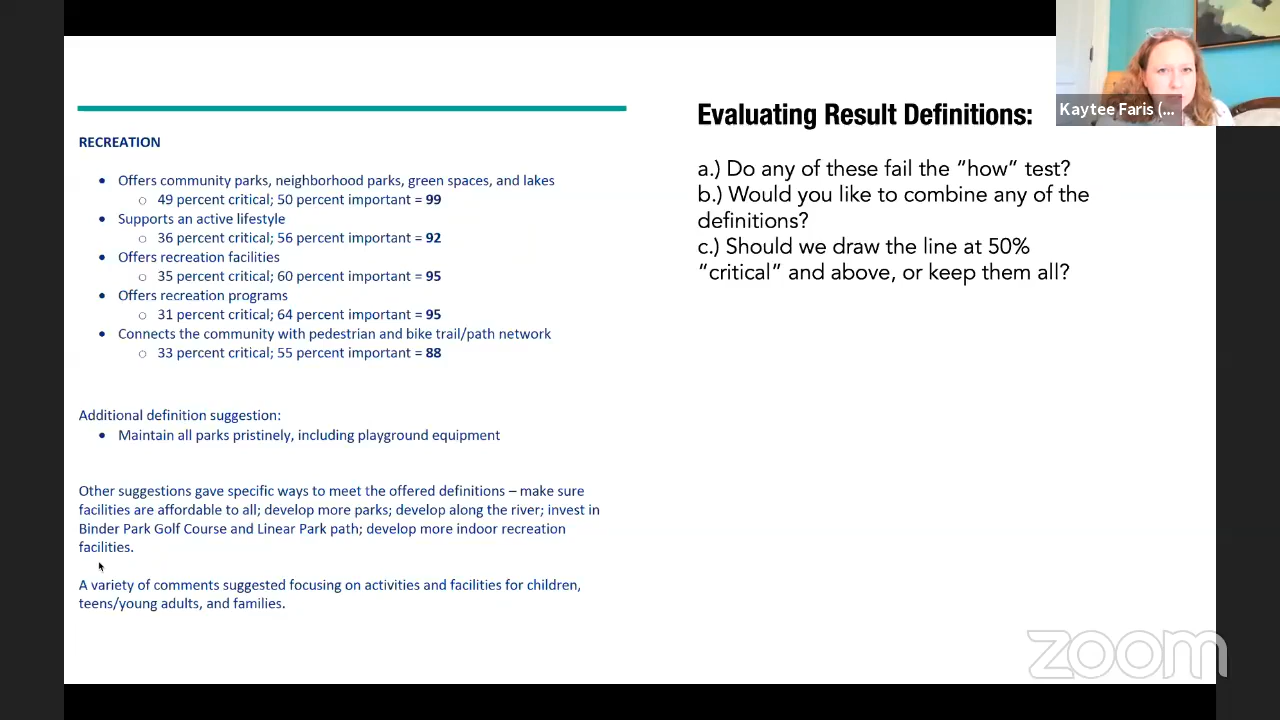 RECREATION
• Offers community parks, neighborhood parks, green spaces, and lakes
○ 49 percent critical; 50 percent important = 99
• Supports an active lifestyle
○ 36 percent critical; 56 percent important = 92
• Offers recreation facilities
○ 35 percent critical; 60 percent important = 95
• Offers recreation programs
○ 31 percent critical; 64 percent important = 95
• Connects the community with pedestrian and bike trail/path network
○ 33 percent critical; 55 percent important = 88
Additional definition suggestion:
• Maintain all parks pristinely, including playground equipment
Other suggestions gave specific ways to meet the offered definitions – make sure
facilities are affordable to all; develop more parks; develop along the river; invest in
Binder Park Golf Course and Linear Park path; develop more indoor recreation
facilities.
A variety of comments suggested focusing on activities and facilities for children,
teens/young adults, and families.
Evaluating Result Definitions:
a.) Do any of these fail the “how” test?
b.) Would you like to combine any of the
definitions?
c.) Should we draw the line at 50%
“critical” and above, or keep them all?
Kaytee Faris (...
zoom